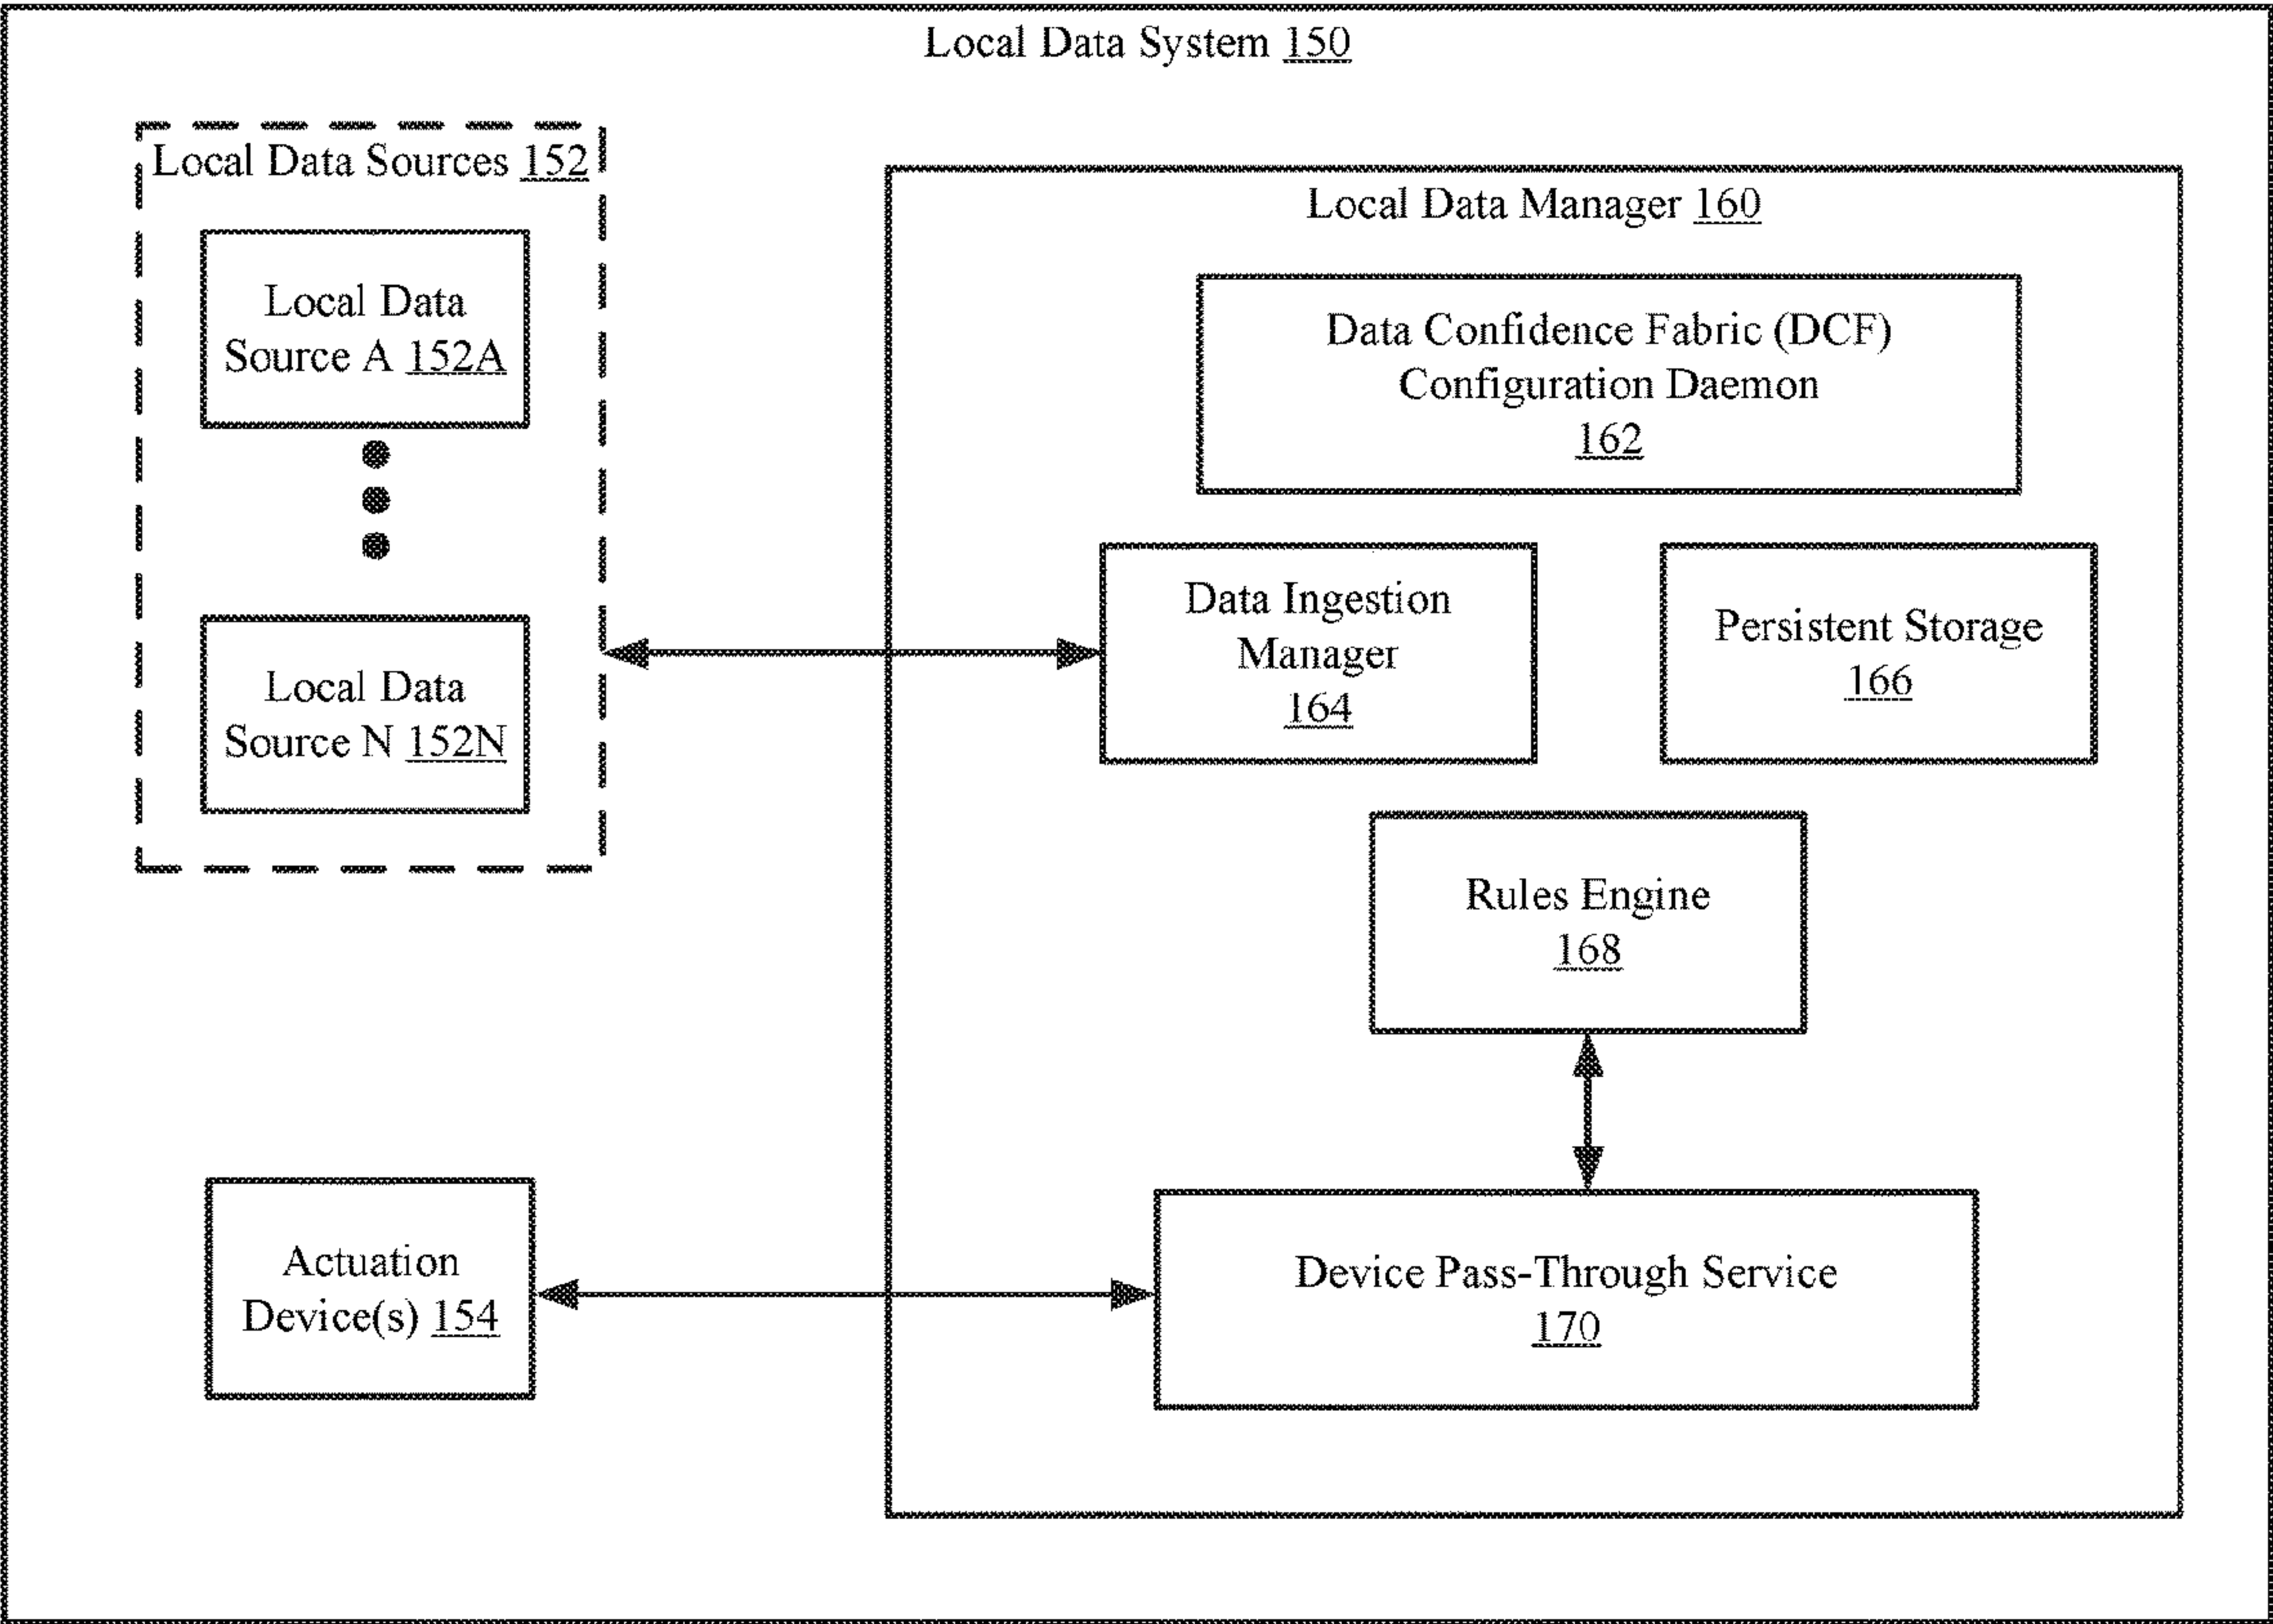 Local Data System 150
Local Data Sources 152
Local Data
Source A 152A
Local Data
Source N 152N
Actuation
Device(s) 154
Local Data Manager 160
Data Confidence Fabric (DCF)
Configuration Daemon
162
Data Ingestion
Manager
164
Persistent Storage
166
Rules Engine
168
Device Pass-Through Service
170